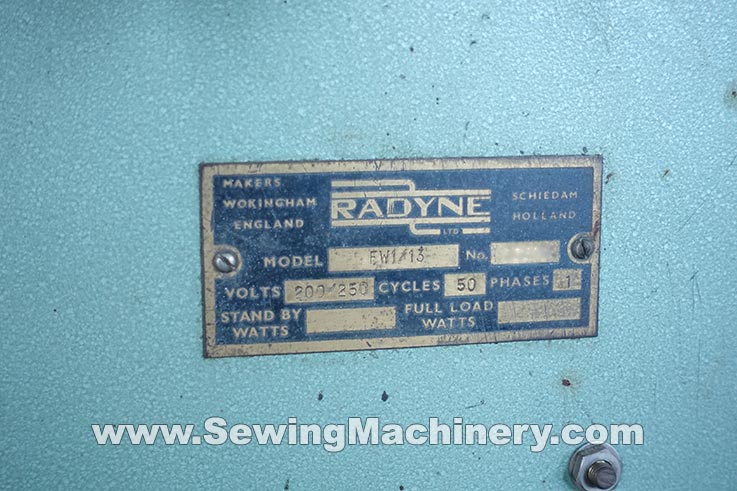 MAKERS
WOKINGHAM
ENGLAND
RADYNE
LTD
SCHIEDAM
HOLLAND
MODEL EW1/13 No.
VOLTS 200/250 CYCLES 50 PHASES 1
STAND BY
WATTS
FULL LOAD
WATTS
www.SewingMachinery.com